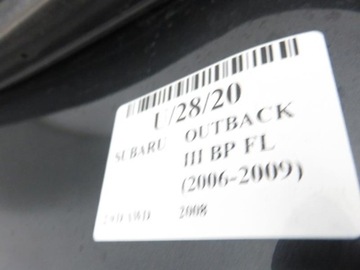 U/28/20
SUBARU OUTBACK
III BP FL
(2006-2009)
2008